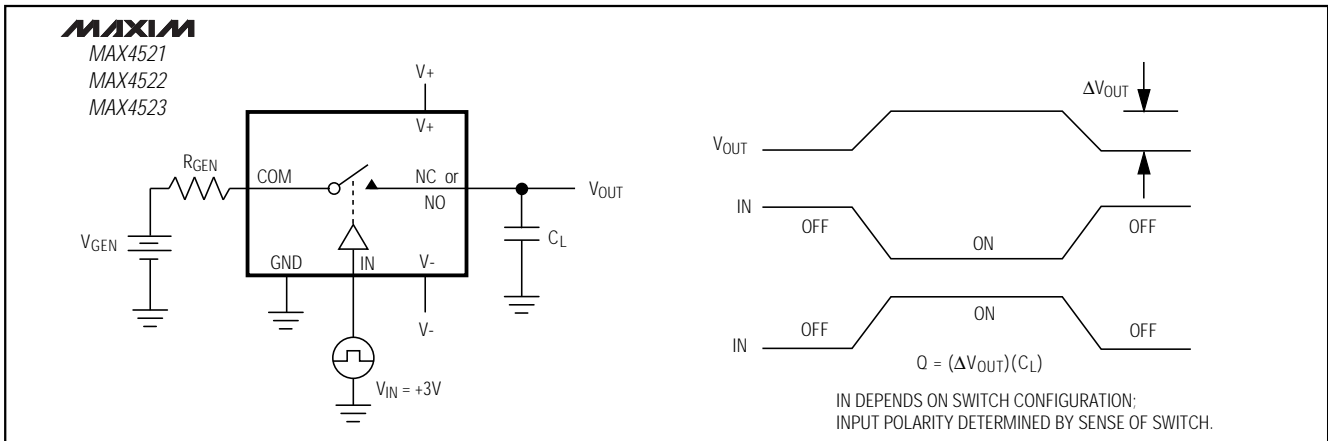 MAXIM
MAX4521
MAX4522
MAX4523
V+
V+
RGEN
COM
NC or
NO
VOUT
VGEN
CL
GND
IN
V-
V-
VIN = +3V
ΔVOUT
VOUT
IN
OFF
ON
OFF
IN
OFF
ON
OFF
Q = (ΔVOUT)(CL)
IN DEPENDS ON SWITCH CONFIGURATION;
INPUT POLARITY DETERMINED BY SENSE OF SWITCH.